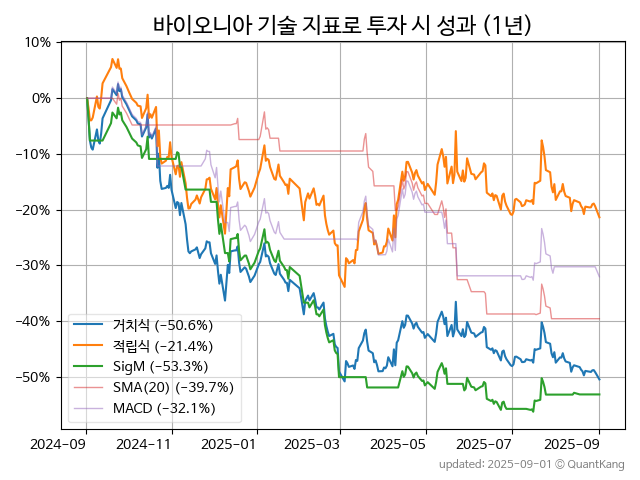 바이오니아 기술 지표로 투자 시 성과 (1년)
10%
0%
−10%
−20%
−30%
−40%
−50%
거치식 (−50.6%)
적립식 (−21.4%)
SigM (−53.3%)
SMA(20) (−39.7%)
MACD (−32.1%)
2024-09 2024-11 2025-01 2025-03 2025-05 2025-07 2025-09
updated: 2025-09-01 © QuantKang